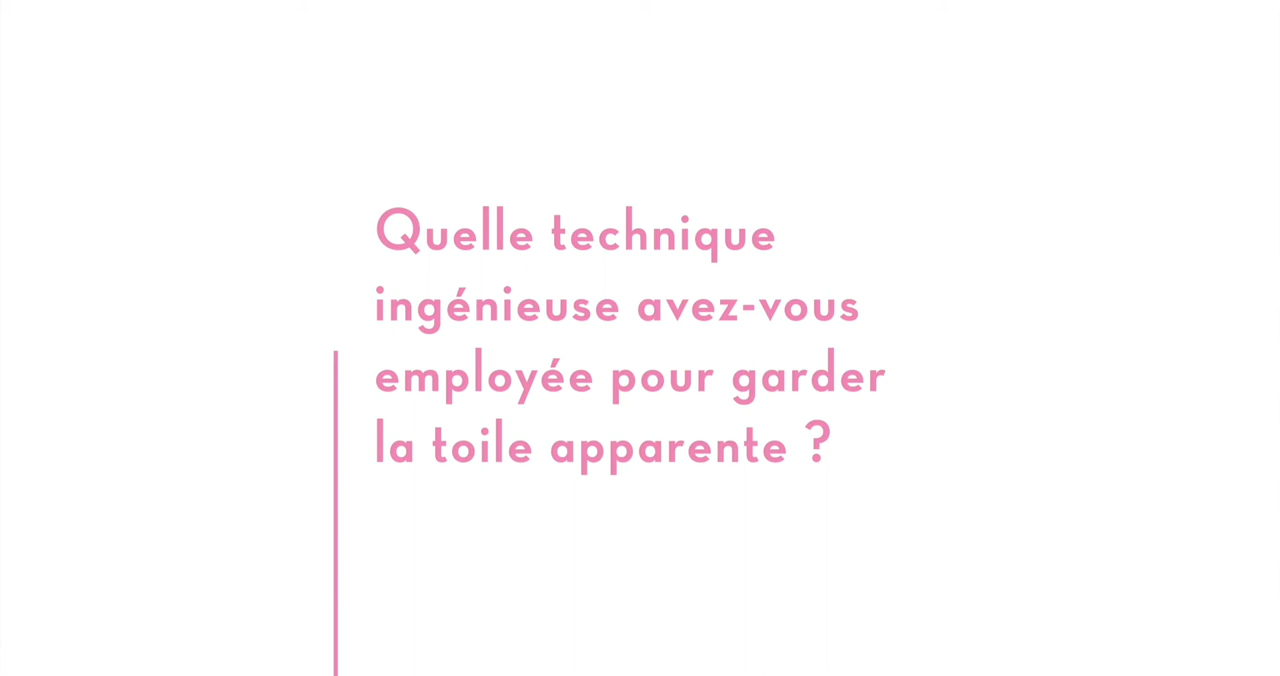 Quelle technique
ingénieuse avez-vous
employée pour garder
la toile apparente ?